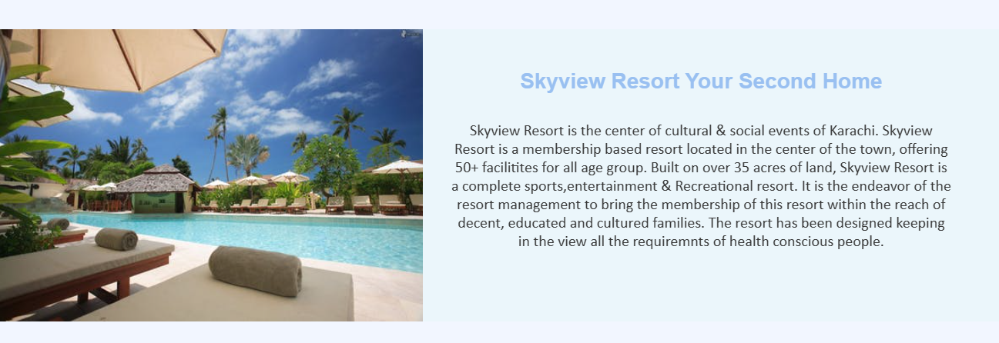 Skyview Resort Your Second Home
Skyview Resort is the center of cultural & social events of Karachi. Skyview
Resort is a membership based resort located in the center of the town, offering
50+ facilitites for all age group. Built on over 35 acres of land, Skyview Resort is
a complete sports,entertainment & Recreational resort. It is the endeavor of the
resort management to bring the membership of this resort within the reach of
decent, educated and cultured families. The resort has been designed keeping
in the view all the requiremnts of health conscious people.